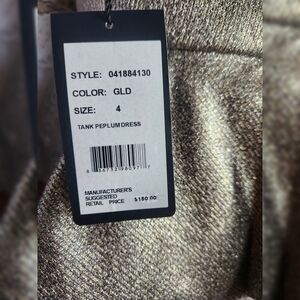 STYLE: 041884130
COLOR: GLD
SIZE: 4
TANK PEPLUM DRESS
MANUFACTURER'S
SUGGESTED
RETAIL PRICE $150.00